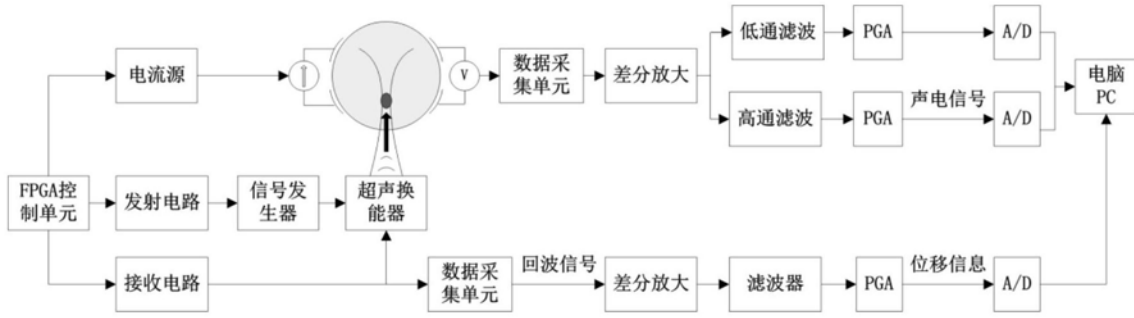 低通滤波
PGA
A/D
电流源
V
数据采
集单元
差分放大
电脑
PC
高通滤波
PGA
声电信号
A/D
FPGA控
制单元
发射电路
信号发
生器
超声换
能器
接收电路
数据采
集单元
回波信号
差分放大
滤波器
PGA
位移信息
A/D